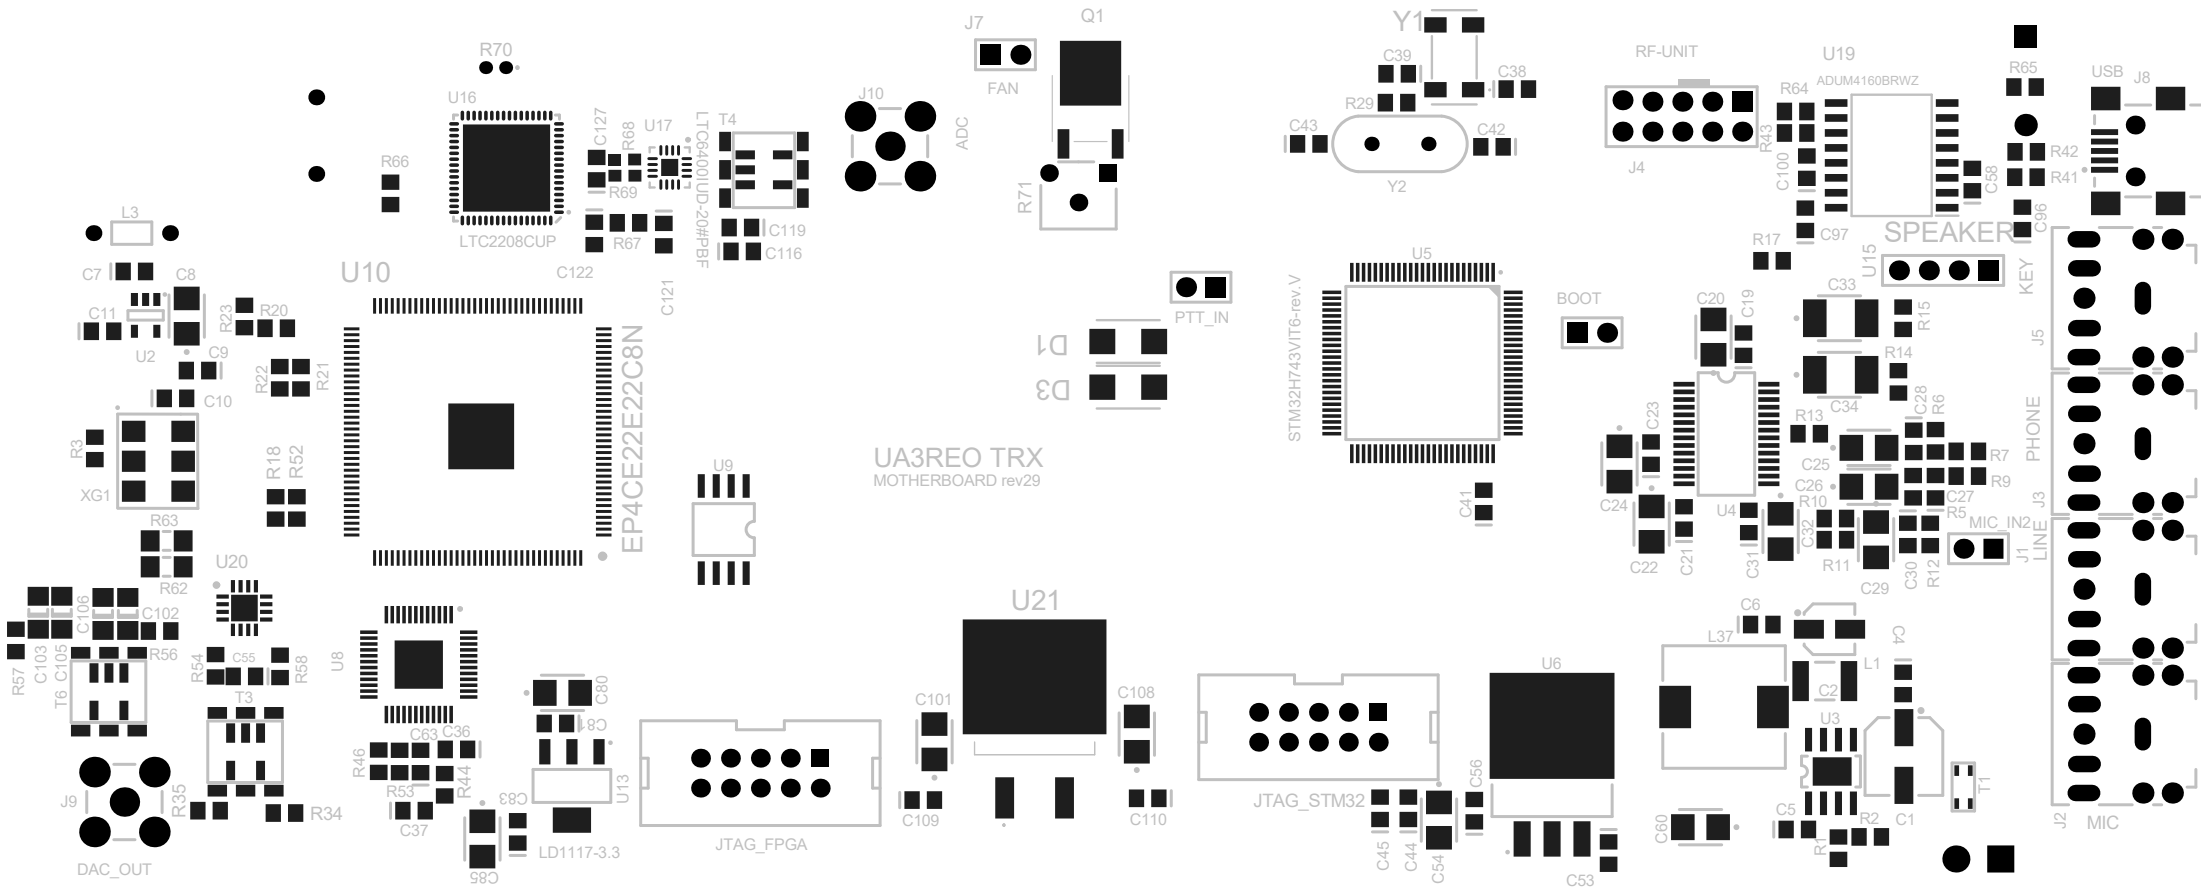 R70
U16
R66
LTC2208CUP
C127
R68
U17
R69
R67
C122
C121
LTC6400IUD-20#PBF
T4
C119
C116
J10
ADC
J7
FAN
Q1
R71
Y1
C39
C38
R29
C43
C42
Y2
RF-UNIT
J4
U19
ADUM4160BRWZ
R64
R43
C100
C97
C58
R17
R65
R42
R41
C96
USB
J8
SPEAKER
U15
KEY
J5
L3
C7
C8
C11
U2
R23
R20
C9
R22
R21
C10
R3
XG1
R18
R52
U10
EP4CE22E22C8N
U9
UA3REO TRX
MOTHERBOARD rev29
PTT_IN
D1
D3
U5
STM32H743VIT6-rev.V
C41
BOOT
C20
C19
C33
R15
C34
R14
C23
C24
C22
C21
U4
R13
C28
R6
C25
R7
C26
R9
C27
R5
R10
C32
C31
R11
C29
C30
R12
MIC_IN2
PHONE
J3
LINE
J1
R63
R62
U20
C106
C102
R56
R57
C103
C105
T6
R54
C55
R58
T3
J9
DAC_OUT
R35
R34
U8
C63
C36
R46
R53
R44
C37
C80
C81
U13
C83
C85
LD1117-3.3
JTAG_FPGA
U21
C101
C108
C109
C110
JTAG_STM32
U6
C56
C45
C44
C54
C53
L37
C6
L1
C2
C4
U3
C60
C5
R2
R1
C1
T1
J2
MIC